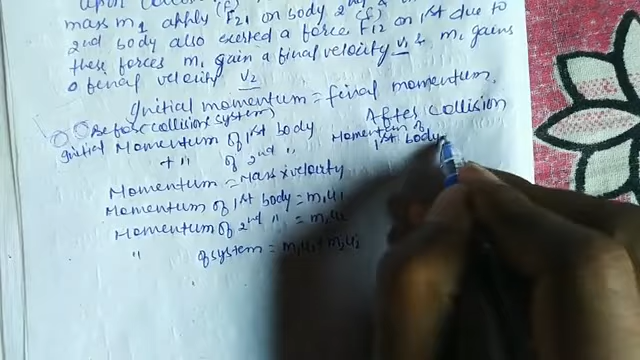 upon
mass m1 apply (f) F21 on body 2nd &
2nd body also exerted a force (f) F12 on 1st due to
these forces m1 gain a final velocity v1 & m2 gains
a final velocity v2
Initial momentum = final momentum.
Before (collision system) After Collision
Initial Momentum of 1st body Momentum of
+ " of 2nd " 1st body
Momentum = Mass × velocity
Momentum of 1st body = m1u1
Momentum of 2nd " = m2u2
" of system = m1u1 + m2u2